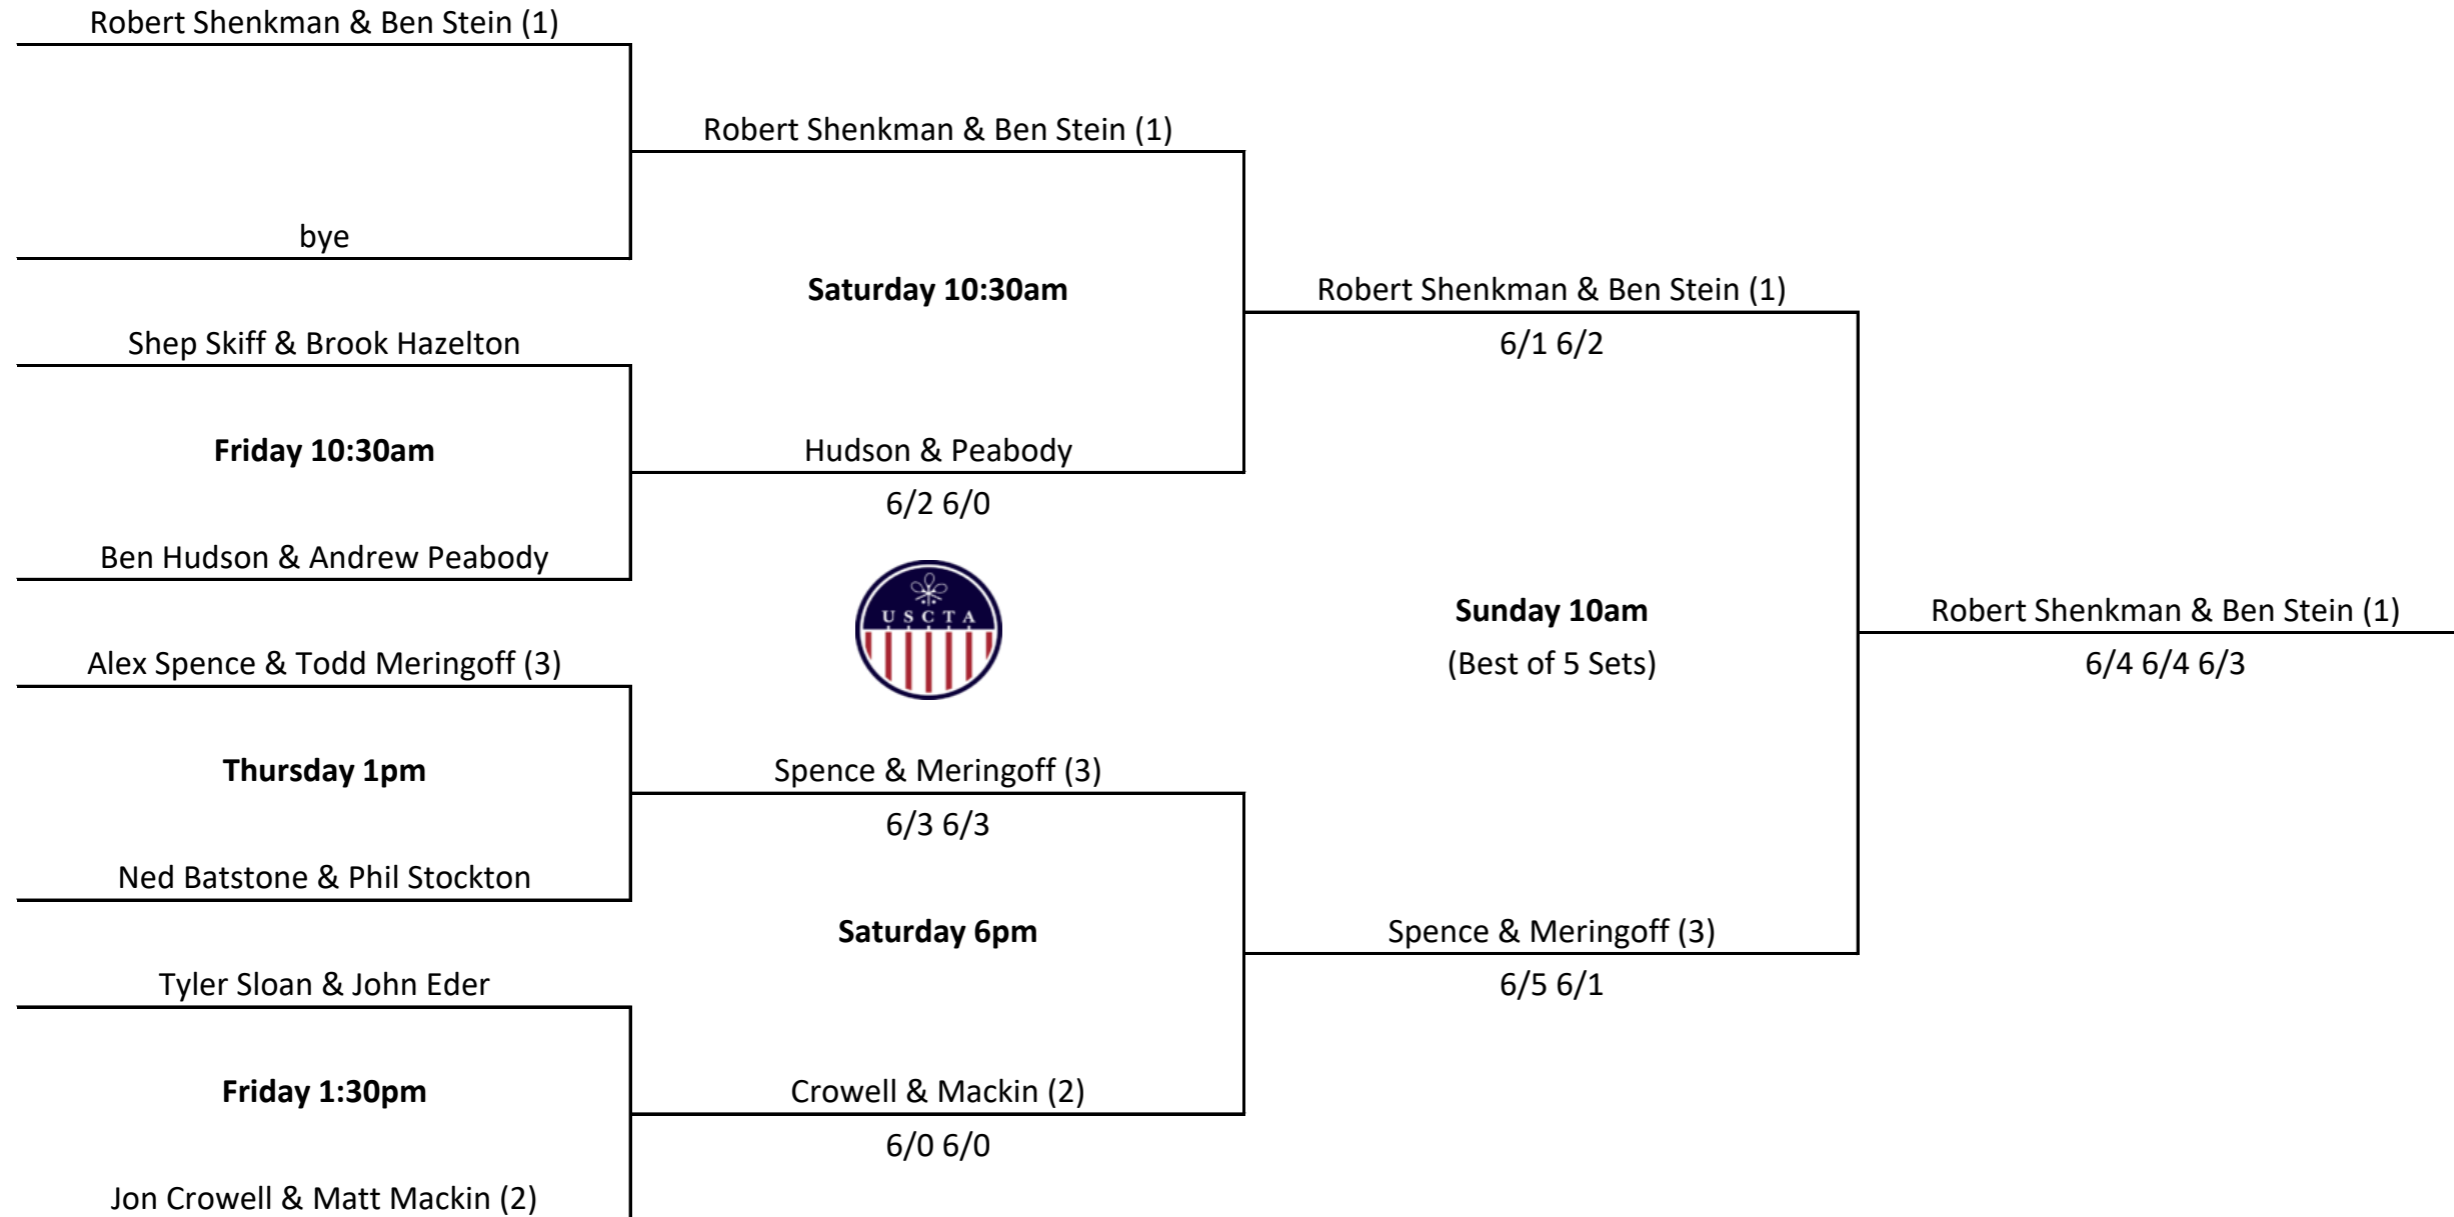 Robert Shenkman & Ben Stein (1)
Robert Shenkman & Ben Stein (1)
bye
Saturday 10:30am
Robert Shenkman & Ben Stein (1)
Shep Skiff & Brook Hazelton
6/1 6/2
Friday 10:30am
Hudson & Peabody
6/2 6/0
Ben Hudson & Andrew Peabody
USCTA
Sunday 10am
Robert Shenkman & Ben Stein (1)
Alex Spence & Todd Meringoff (3)
(Best of 5 Sets)
6/4 6/4 6/3
Thursday 1pm
Spence & Meringoff (3)
6/3 6/3
Ned Batstone & Phil Stockton
Saturday 6pm
Spence & Meringoff (3)
Tyler Sloan & John Eder
6/5 6/1
Friday 1:30pm
Crowell & Mackin (2)
6/0 6/0
Jon Crowell & Matt Mackin (2)